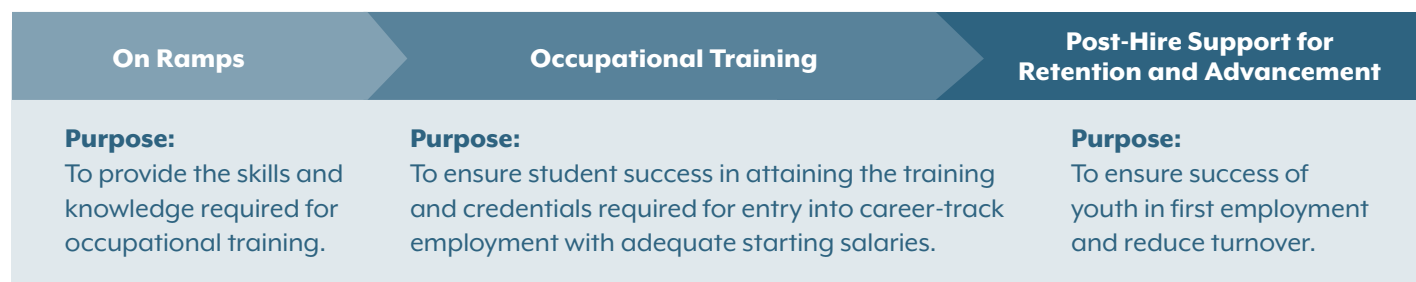 On Ramps
Occupational Training
Post-Hire Support for
Retention and Advancement
Purpose:
To provide the skills and
knowledge required for
occupational training.
Purpose:
To ensure student success in attaining the training
and credentials required for entry into career-track
employment with adequate starting salaries.
Purpose:
To ensure success of
youth in first employment
and reduce turnover.